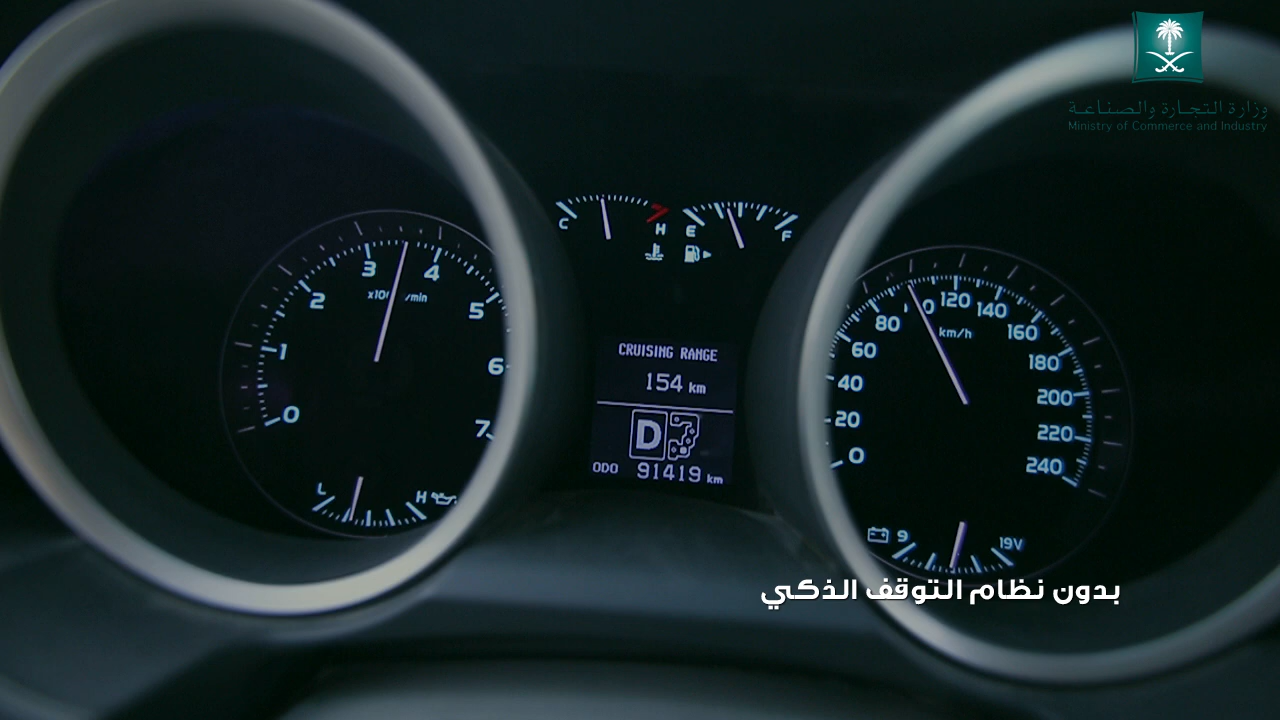 وزارة التجارة والصناعة
Ministry of Commerce and Industry
C H E F
3 4
2 5
1 6
0 7
/min
L H
CRUISING RANGE
154 km
D
ODO 91419 km
80 120 140
60 160
40 180
20 200
0 220
240
km/h
9 19V
بدون نظام التوقف الذكي